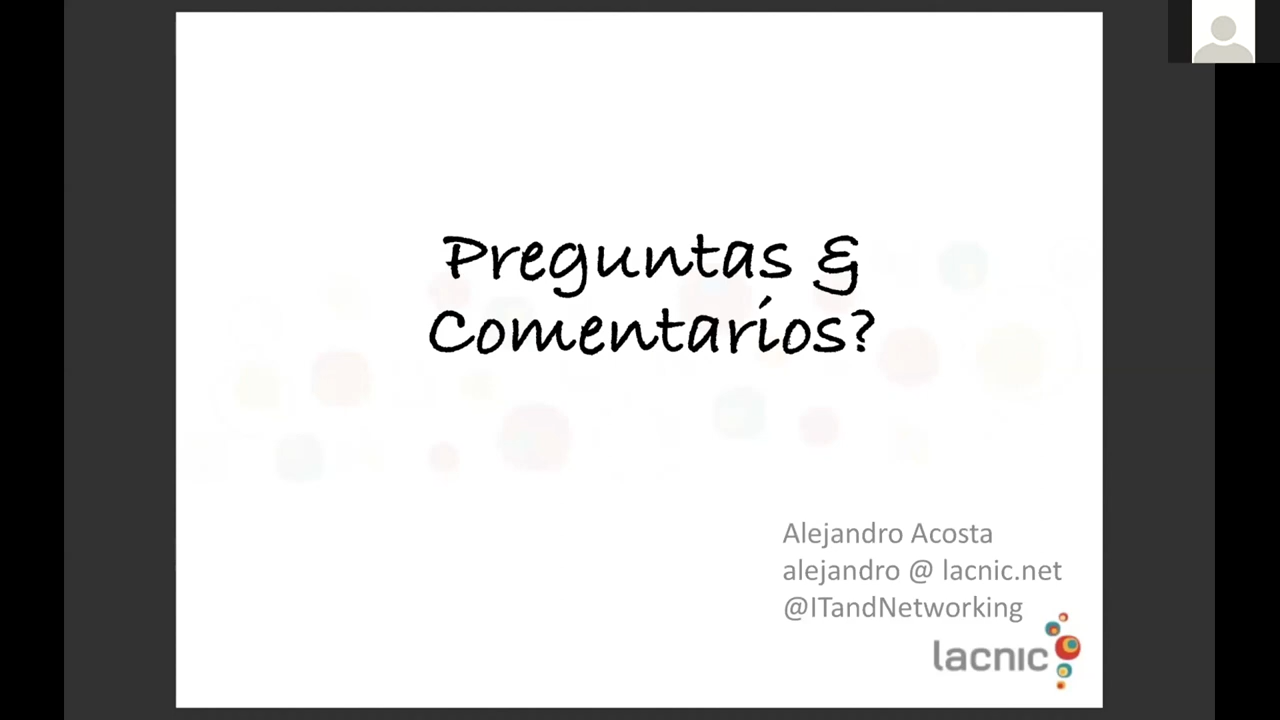 Preguntas &
Comentarios?
Alejandro Acosta
alejandro @ lacnic.net
@ITandNetworking
lacnic